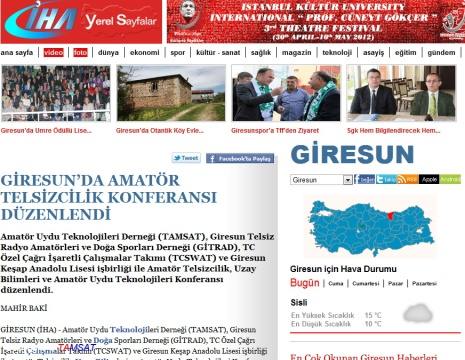 İHA Yerel Sayfalar
ISTANBUL KÜLTÜR UNIVERSITY
INTERNATIONAL “ PROF. CÜNEYT GÖKÇER ”
3rd THEATRE FESTIVAL
(30th APRIL-10th MAY 2012)
ana sayfa video foto dünya ekonomi spor kültür - sanat sağlık magazin teknoloji asayiş eğitim gündem
Giresun'da Umre Ödüllü Lise...
Giresun'da Otantik Köy Evle...
Giresunspor'a Tff'den Ziyaret
Sgk Hem Bilgilendirecek Hem...
Tweet Facebook'ta Paylaş
GİRESUN’DA AMATÖR
TELSİZCİLİK KONFERANSI
DÜZENLENDİ
Amatör Uydu Teknolojileri Derneği (TAMSAT), Giresun Telsiz
Radyo Amatörleri ve Doğa Sporları Derneği (GİTRAD), TC
Özel Çağrı İşaretli Çalışmalar Takımı (TCSWAT) ve Giresun
Keşap Anadolu Lisesi işbirliği ile Amatör Telsizcilik, Uzay
Bilimleri ve Amatör Uydu Teknolojileri Konferansı
düzenlendi.
MAHİR BAKİ
GİRESUN (İHA) - Amatör Uydu Teknolojileri Derneği (TAMSAT), Giresun
Telsiz Radyo Amatörleri ve Doğa Sporları Derneği (GİTRAD), TC Özel
Çağrı İşaretli Çalışmalar Takımı (TCSWAT) ve Giresun Keşap Anadolu Lisesi işbirliği
TAMSAT
GİRESUN
Giresun
beğen takip et Apple RSS Android
Giresun için Hava Durumu
Bugün Cuma Cumartesi Pazar Pazartesi
Sisli
En Yüksek Sıcaklık 15 °C
En Düşük Sıcaklık 10 °C
En Çok Okunan Giresun Haberleri